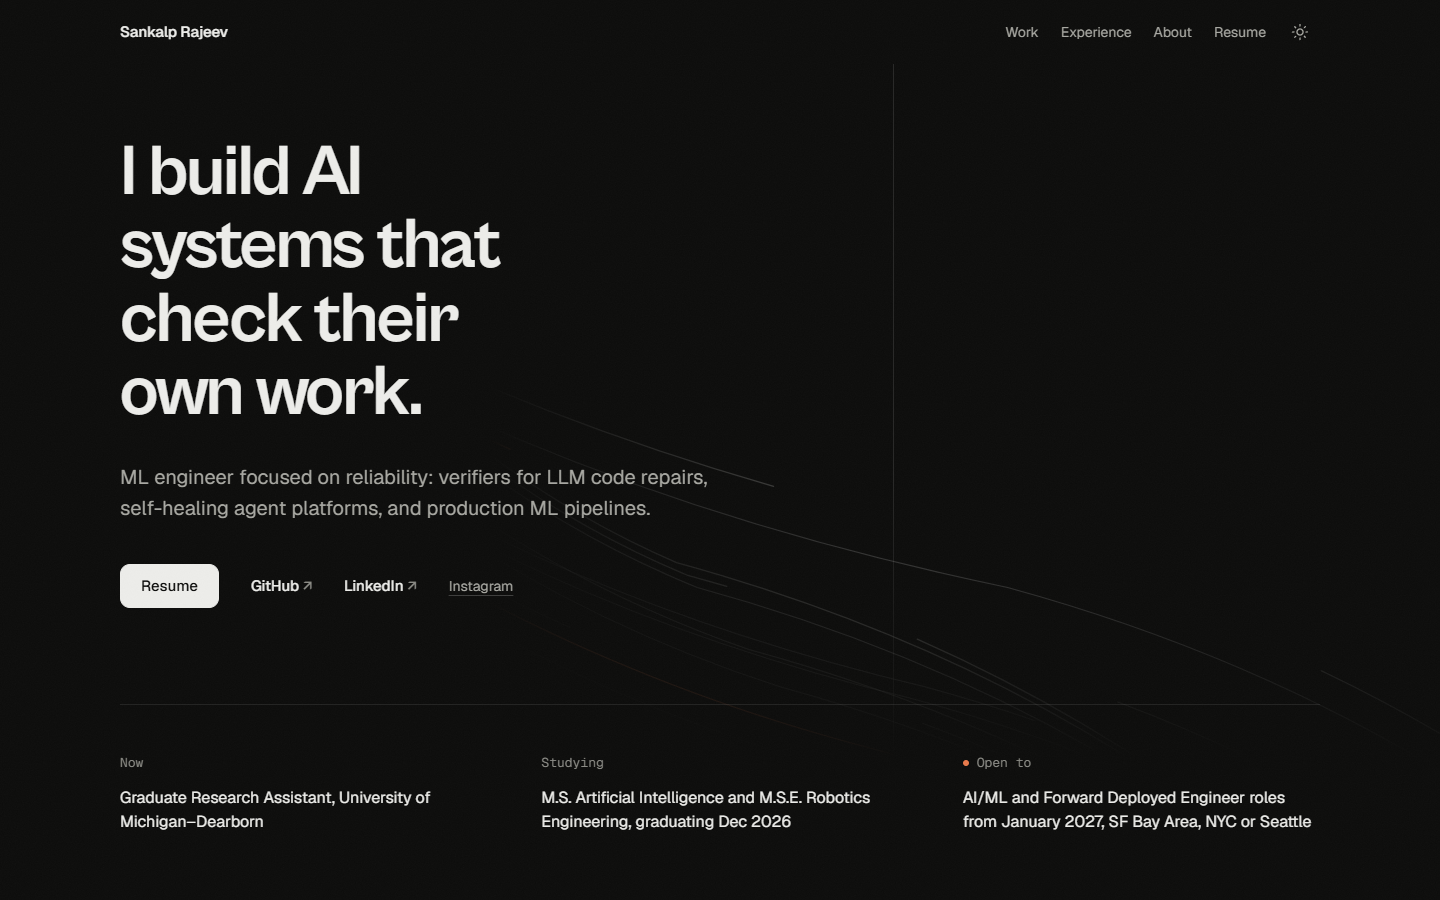 Sankalp Rajeev
Work Experience About Resume
I build AI
systems that
check their
own work.
ML engineer focused on reliability: verifiers for LLM code repairs,
self-healing agent platforms, and production ML pipelines.
Resume GitHub ↗ LinkedIn ↗ Instagram
Now
Graduate Research Assistant, University of
Michigan–Dearborn
Studying
M.S. Artificial Intelligence and M.S.E. Robotics
Engineering, graduating Dec 2026
Open to
AI/ML and Forward Deployed Engineer roles
from January 2027, SF Bay Area, NYC or Seattle